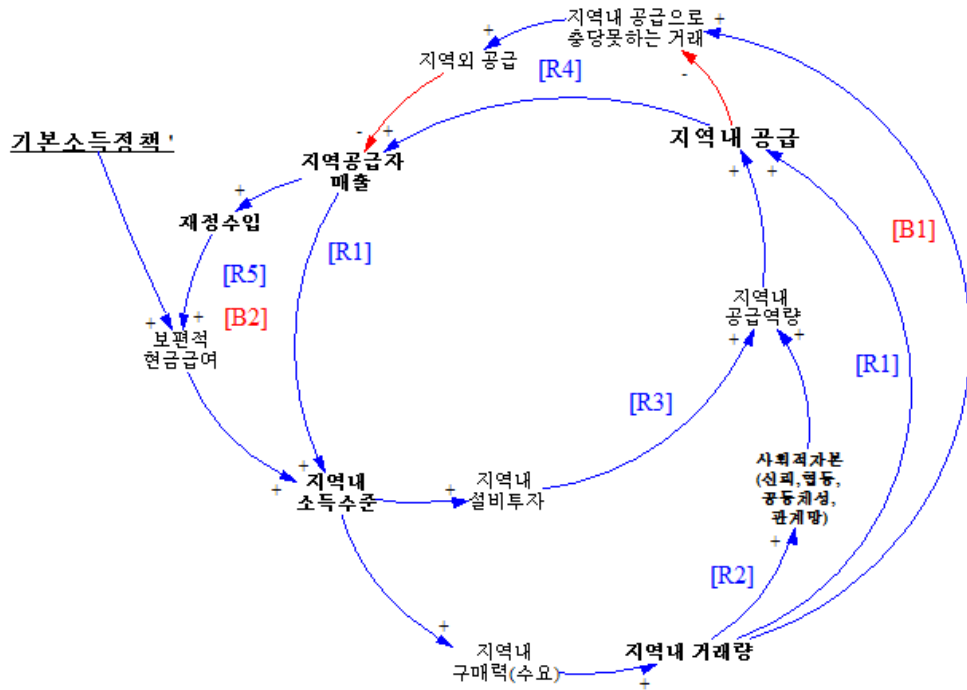 지역내 공급으로
충당못하는 거래
+
+
지역외 공급
[R4]
-
기본소득정책 '
-
+
지역내 공급
지역공급자
매출
+
+
+
재정수입
[R1]
[B1]
[R5]
지역내
공급역량
+
+
[B2]
+
+
보편적
현금급여
[R1]
[R3]
사회적자본
(신뢰,협동,
공동체성,
관계망)
+
+
지역내
소득수준
+
지역내
설비투자
+
[R2]
+
지역내
구매력(수요)
지역내 거래량
+